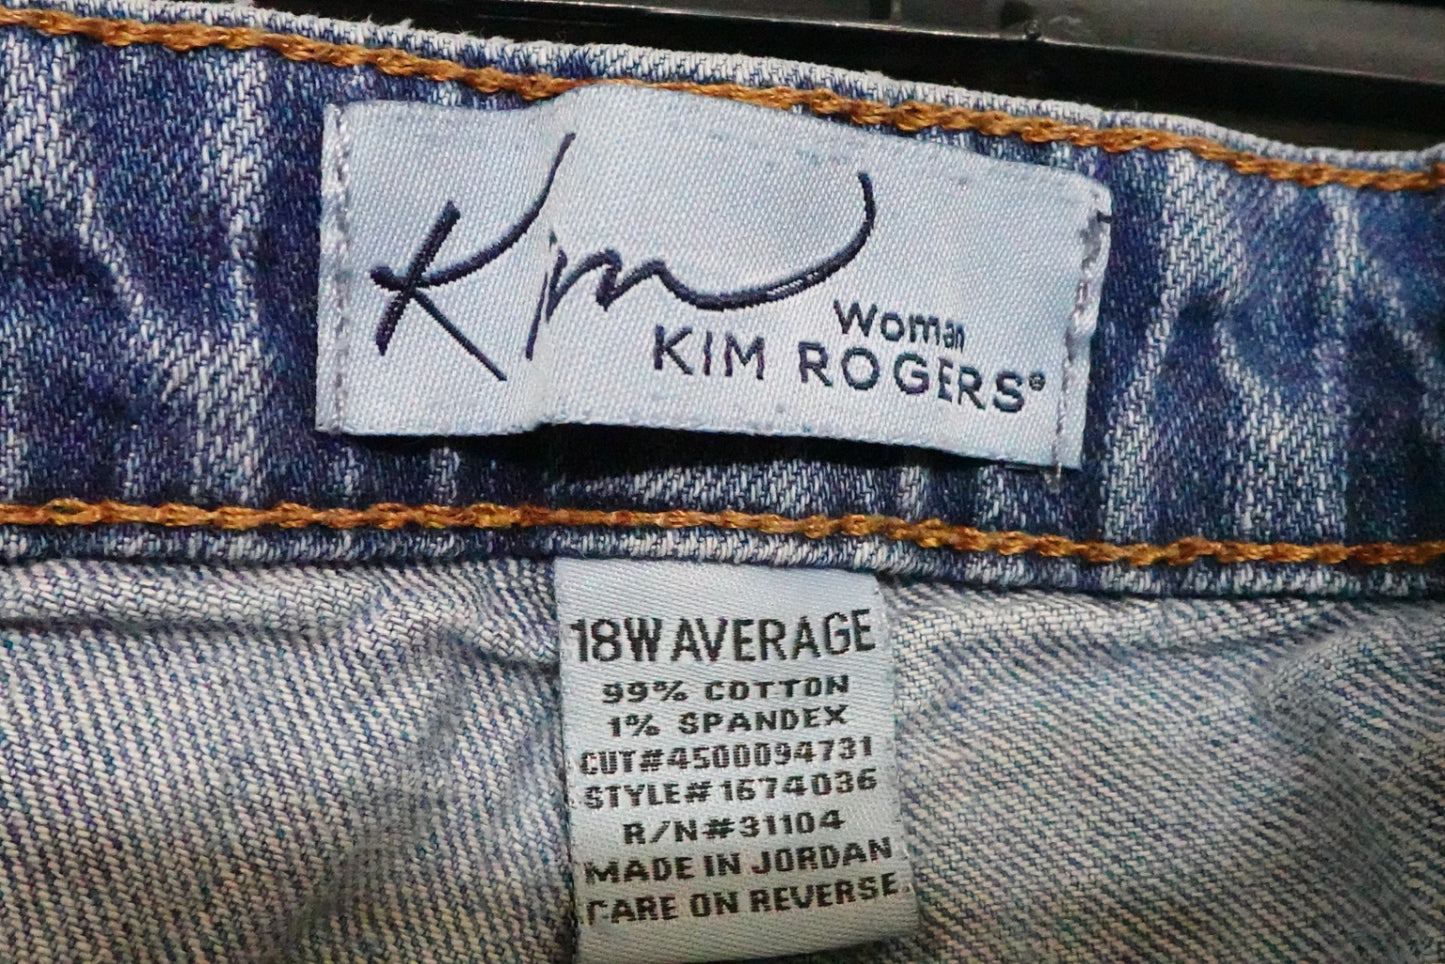 Kim
Woman
KIM ROGERS®
18W AVERAGE
99% COTTON
1% SPANDEX
CUT#4500094731
STYLE#1674036
R/N#31104
MADE IN JORDAN
CARE ON REVERSE